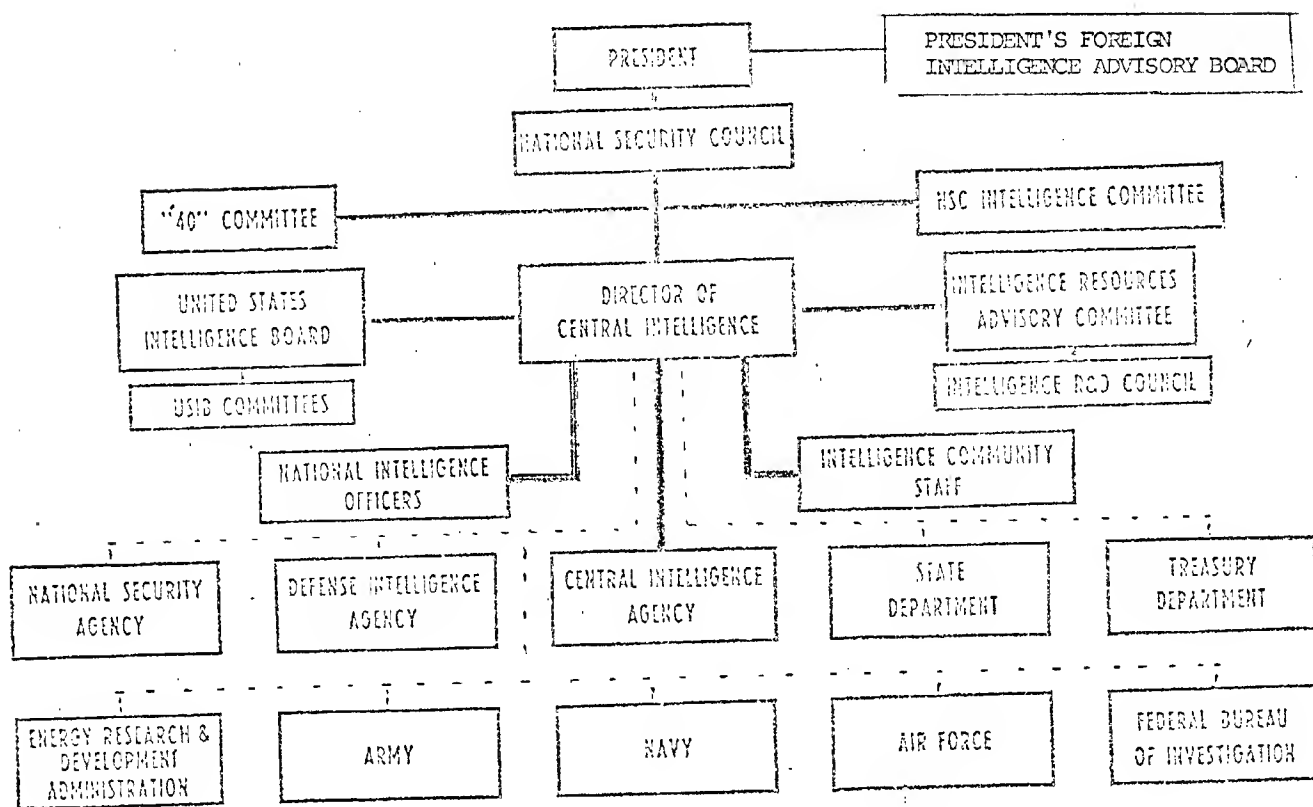 PRESIDENT
PRESIDENT'S FOREIGN
INTELLIGENCE ADVISORY BOARD
NATIONAL SECURITY COUNCIL
"40" COMMITTEE
NSC INTELLIGENCE COMMITTEE
UNITED STATES
INTELLIGENCE BOARD
DIRECTOR OF
CENTRAL INTELLIGENCE
INTELLIGENCE RESOURCES
ADVISORY COMMITTEE
USIB COMMITTEES
INTELLIGENCE R&D COUNCIL
NATIONAL INTELLIGENCE
OFFICERS
INTELLIGENCE COMMUNITY
STAFF
NATIONAL SECURITY
AGENCY
DEFENSE INTELLIGENCE
AGENCY
CENTRAL INTELLIGENCE
AGENCY
STATE
DEPARTMENT
TREASURY
DEPARTMENT
ENERGY RESEARCH &
DEVELOPMENT
ADMINISTRATION
ARMY
NAVY
AIR FORCE
FEDERAL BUREAU
OF INVESTIGATION